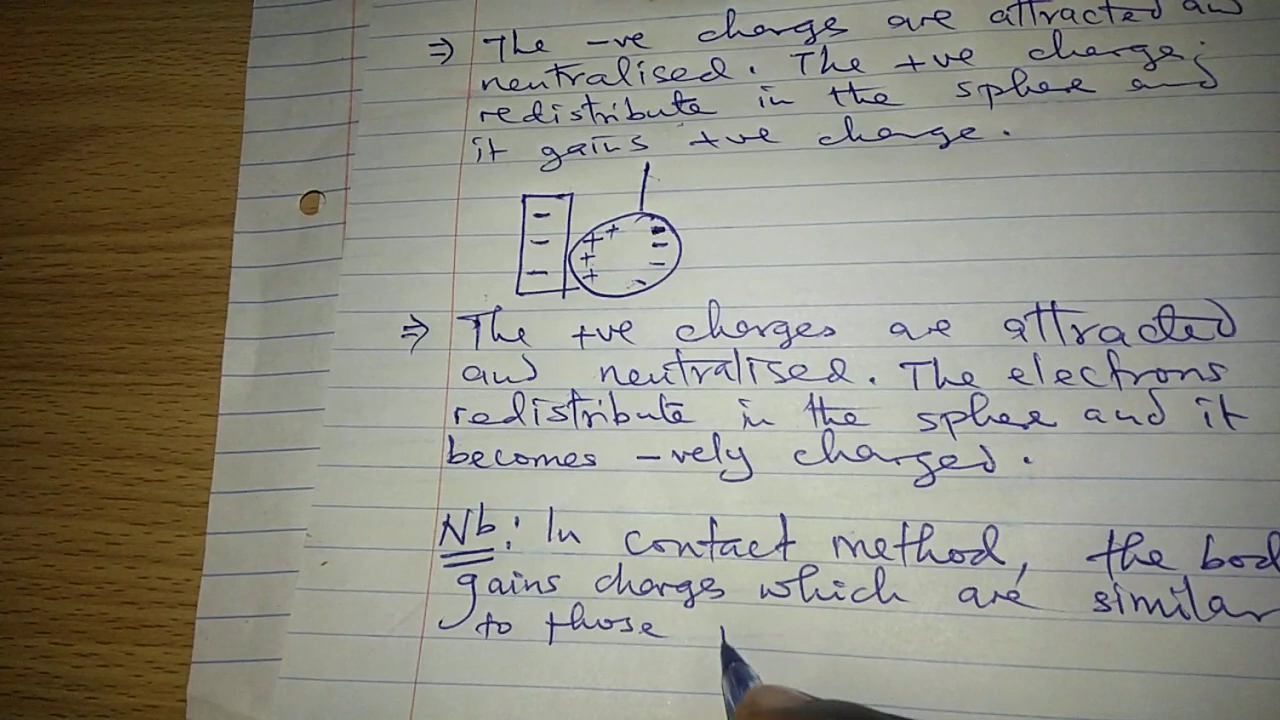 ⇒ The -ve charges are attracted an
neutralised. The +ve charges
redistribute in the sphere and
it gains +ve charge.
⇒ The +ve charges are attracted
and neutralised. The electrons
redistribute in the sphere and it
becomes -vely charged.
Nb: In contact method, the bod
gains charges which are similar
to those